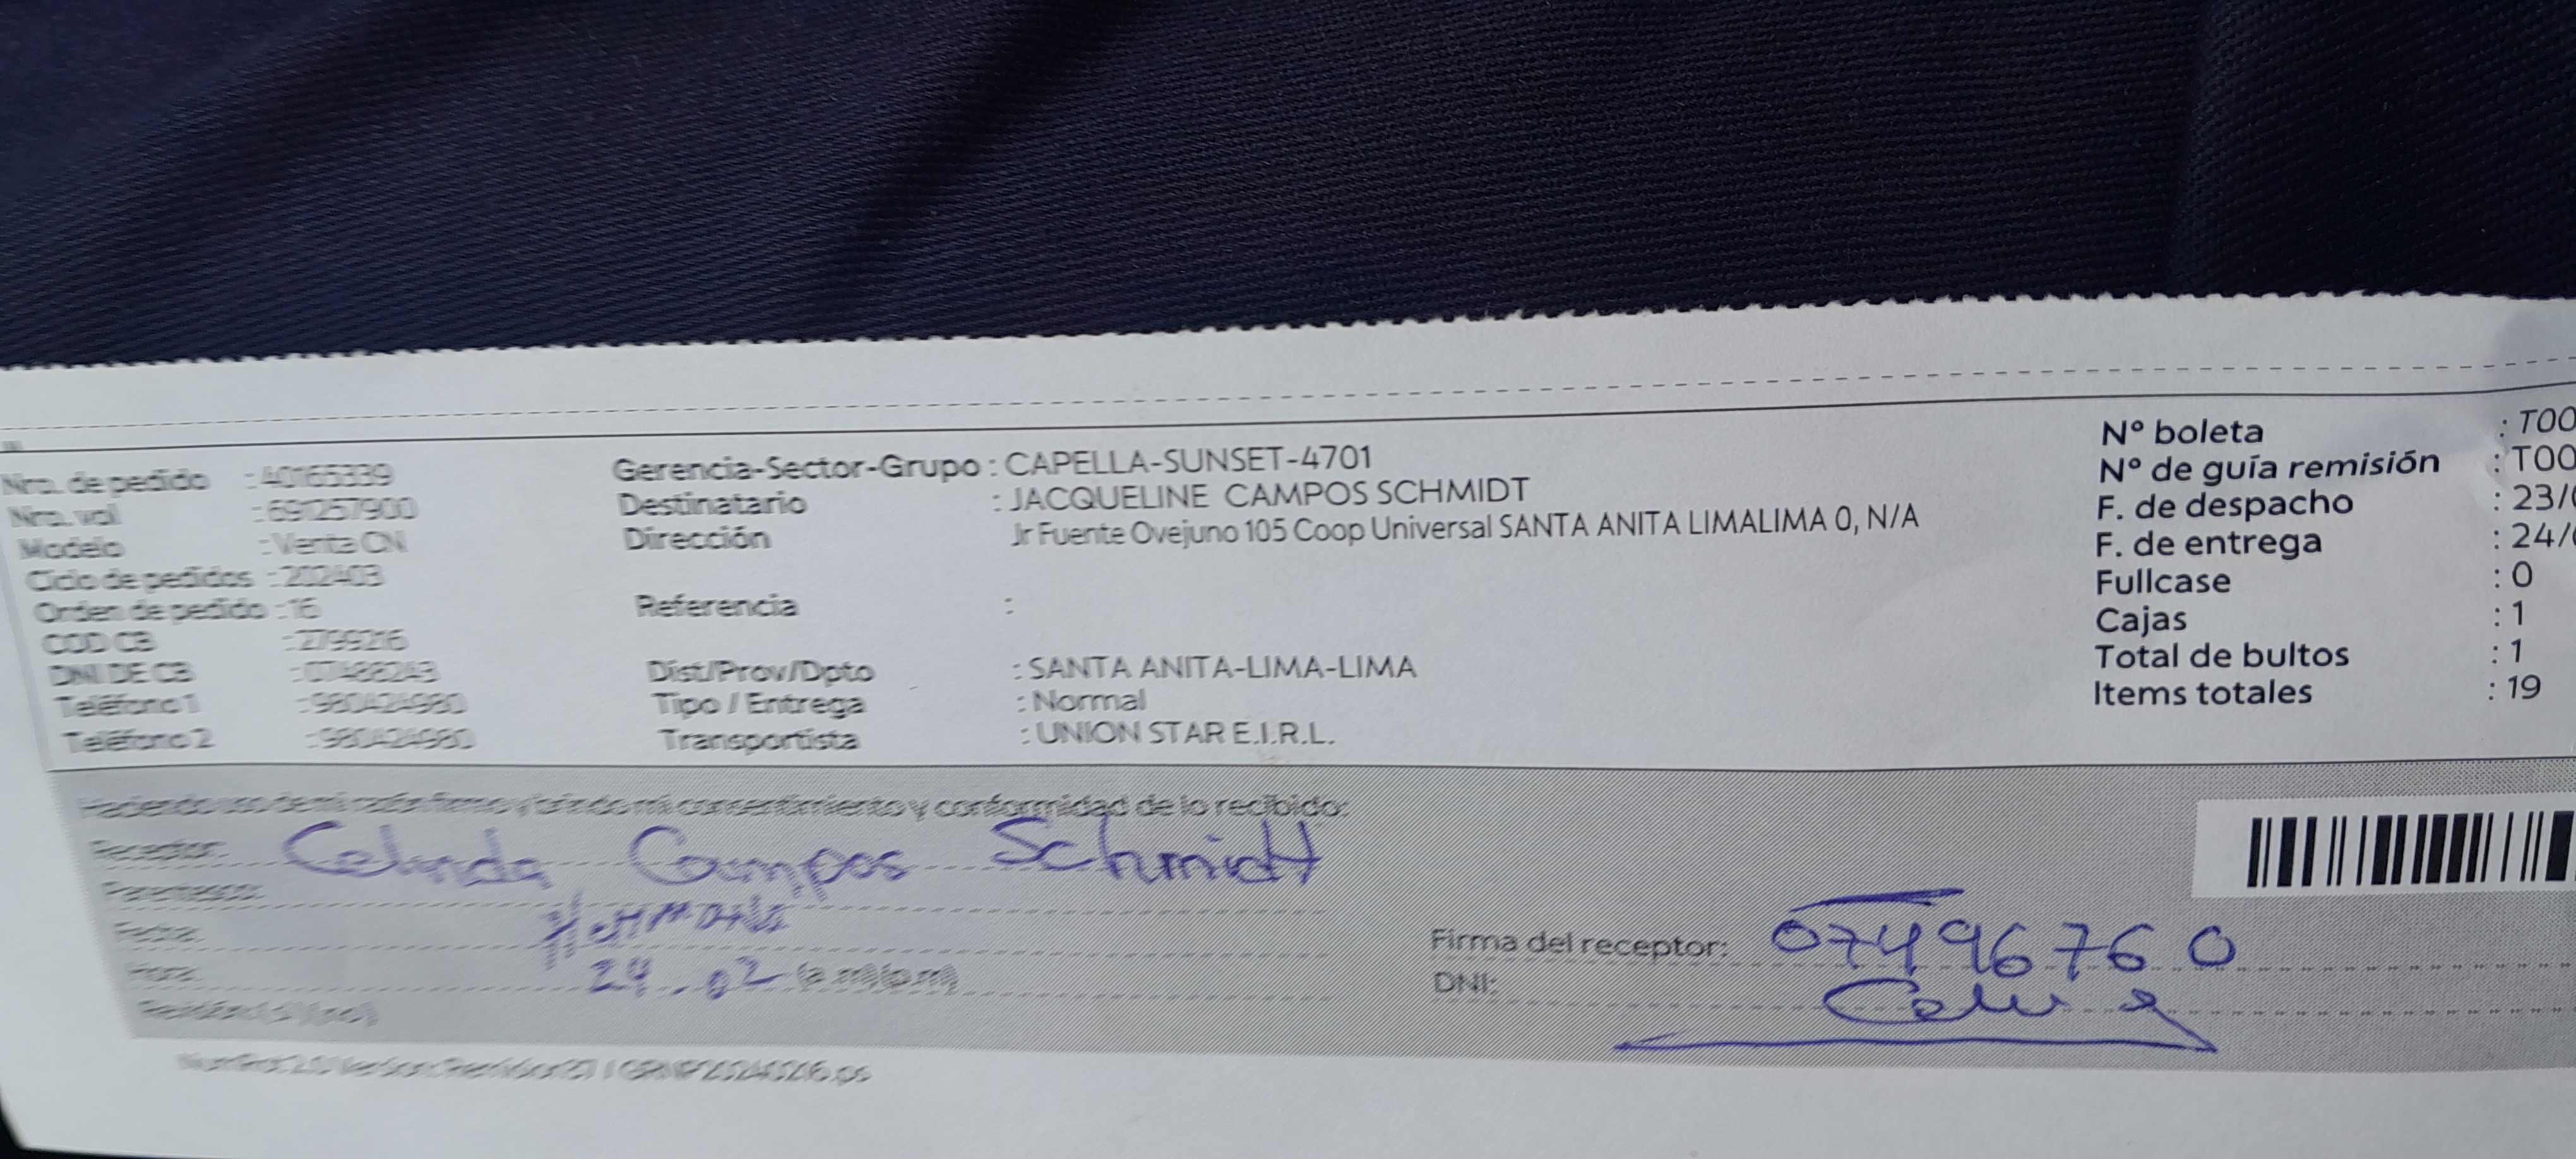 Nro. de pedido : 40165339
Nro. vol : 691257900
Modelo : Venta CN
Ciclo de pedidos : 202403
Orden de pedido : 16
COD CB : 2799216
DNI DE CB : 07488243
Teléfono 1 : 980424980
Teléfono 2 : 980424980
Gerencia-Sector-Grupo : CAPELLA-SUNSET-4701
Destinatario : JACQUELINE CAMPOS SCHMIDT
Dirección Jr Fuente Ovejuno 105 Coop Universal SANTA ANITA LIMALIMA 0, N/A
Referencia :
Dist/Prov/Dpto : SANTA ANITA-LIMA-LIMA
Tipo / Entrega : Normal
Transportista : UNION STAR E.I.R.L.
N° boleta : T00
N° de guía remisión : T00
F. de despacho : 23/
F. de entrega : 24/
Fullcase : 0
Cajas : 1
Total de bultos : 1
Items totales : 19
Haciendo uso de mi razón firmo y brindo mi consentimiento y conformidad de lo recibido:
Receptor: Celinda Campos Schmidt
Parentesco:
Hermana
Fecha:
Hora: 24.02 (a.m)(p.m)
Firma del receptor: 07496760
DNI: